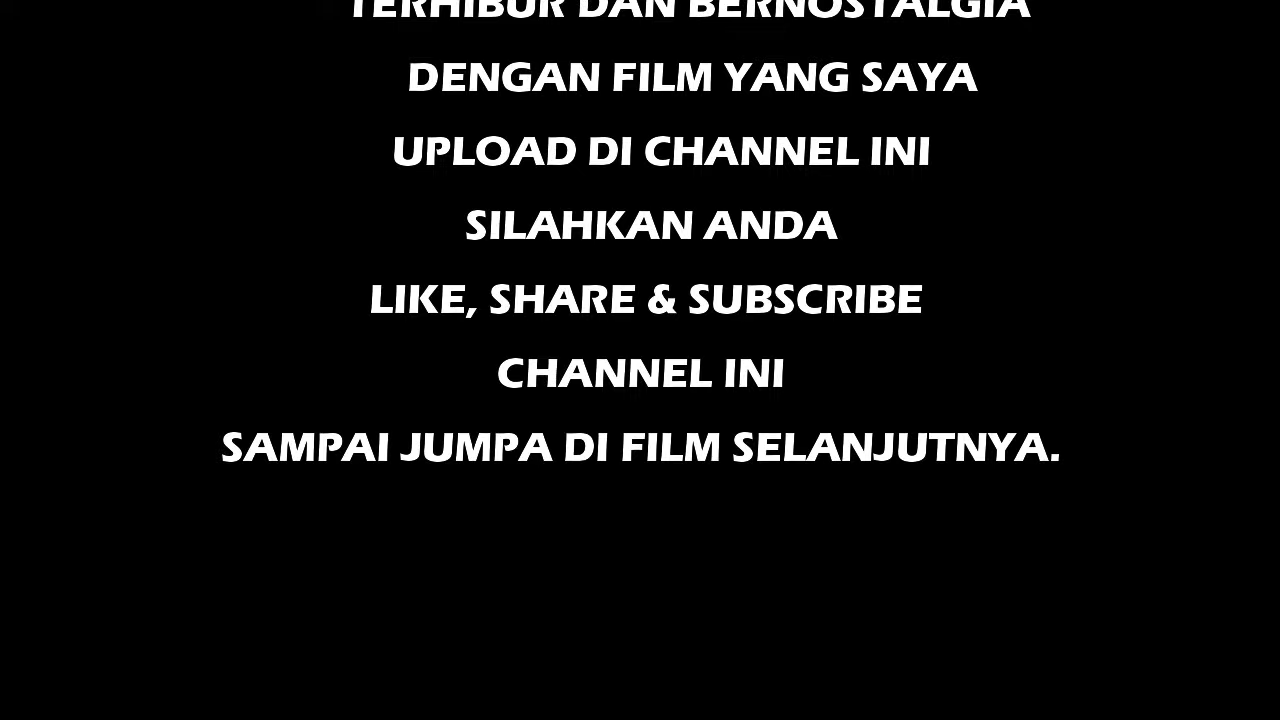 TERHIBUR DAN BERNOSTALGIA
DENGAN FILM YANG SAYA
UPLOAD DI CHANNEL INI
SILAHKAN ANDA
LIKE, SHARE & SUBSCRIBE
CHANNEL INI
SAMPAI JUMPA DI FILM SELANJUTNYA.